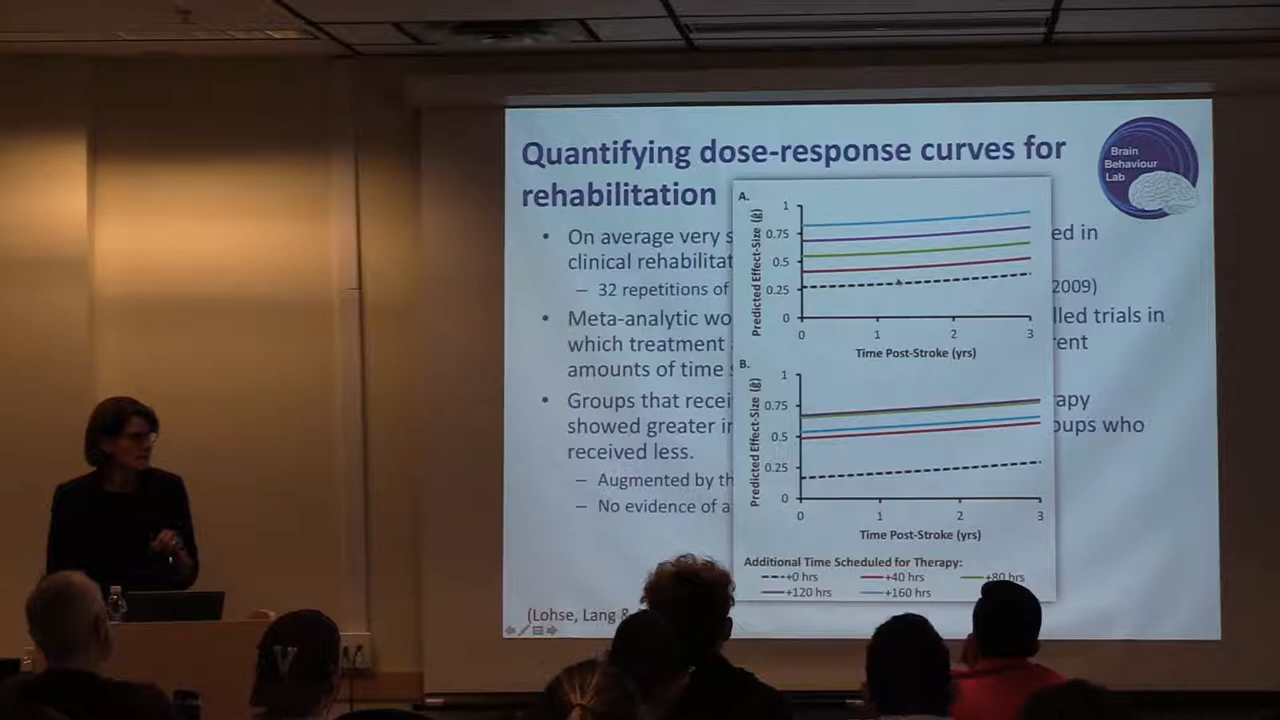 Quantifying dose-response curves for
rehabilitation
Brain
Behaviour
Lab
On average very
ed in
clinical rehabilitat
– 32 repetitions of
2009)
Meta-analytic wo
lled trials in
which treatment
rent
amounts of time
Groups that recei
apy
showed greater in
oups who
received less.
– Augmented by th
– No evidence of a
(Lohse, Lang &
A.
Predicted Effect-Size (ĝ)
1
0.75
0.5
0.25
0
0 1 2 3
Time Post-Stroke (yrs)
B.
Predicted Effect-Size (ĝ)
1
0.75
0.5
0.25
0
0 1 2 3
Time Post-Stroke (yrs)
Additional Time Scheduled for Therapy:
+0 hrs +40 hrs +80 hrs
+120 hrs +160 hrs
V